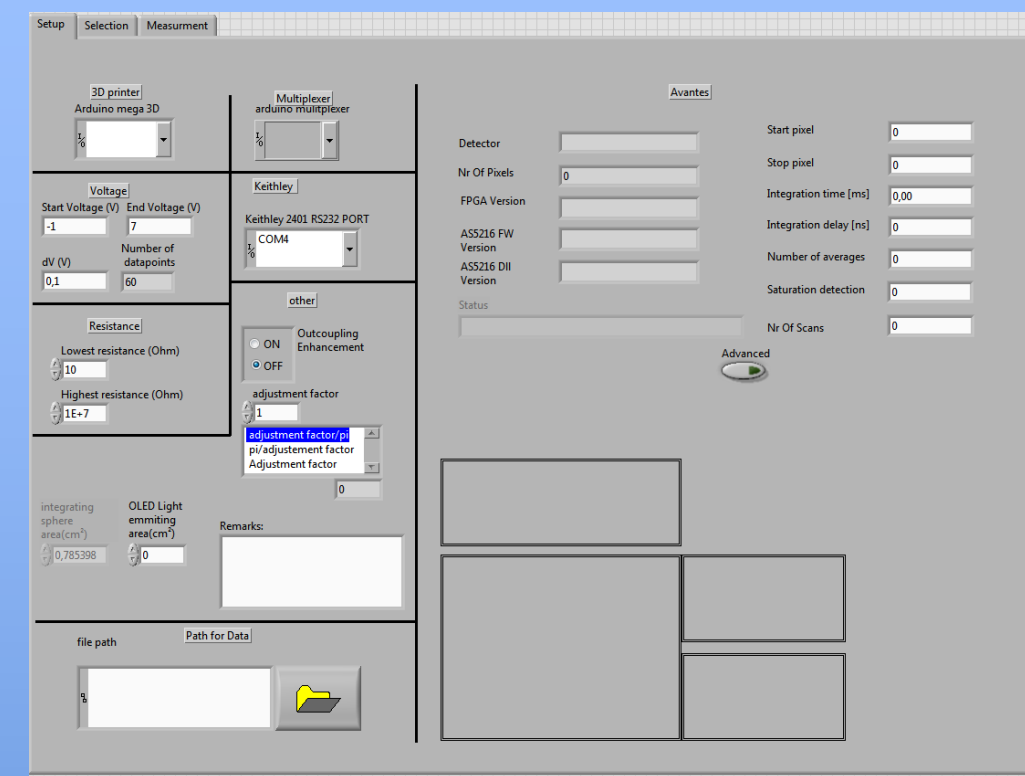 Setup Selection Measurment
3D printer
Arduino mega 3D
Multiplexer
arduino mulitplexer
Voltage
Start Voltage (V) End Voltage (V)
-1 7
dV (V) Number of
datapoints
0,1 60
Keithley
Keithley 2401 RS232 PORT
COM4
Resistance
Lowest resistance (Ohm)
10
Highest resistance (Ohm)
1E+7
other
ON
OFF
Outcoupling
Enhancement
adjustment factor
1
adjustment factor/pi
pi/adjustement factor
Adjustment factor
0
integrating
sphere
area(cm²)
0,785398
OLED Light
emmiting
area(cm²)
0
Remarks:
Path for Data
file path
Avantes
Detector
Nr Of Pixels 0
FPGA Version
AS5216 FW
Version
AS5216 Dll
Version
Status
Start pixel 0
Stop pixel 0
Integration time [ms] 0,00
Integration delay [ns] 0
Number of averages 0
Saturation detection 0
Nr Of Scans 0
Advanced